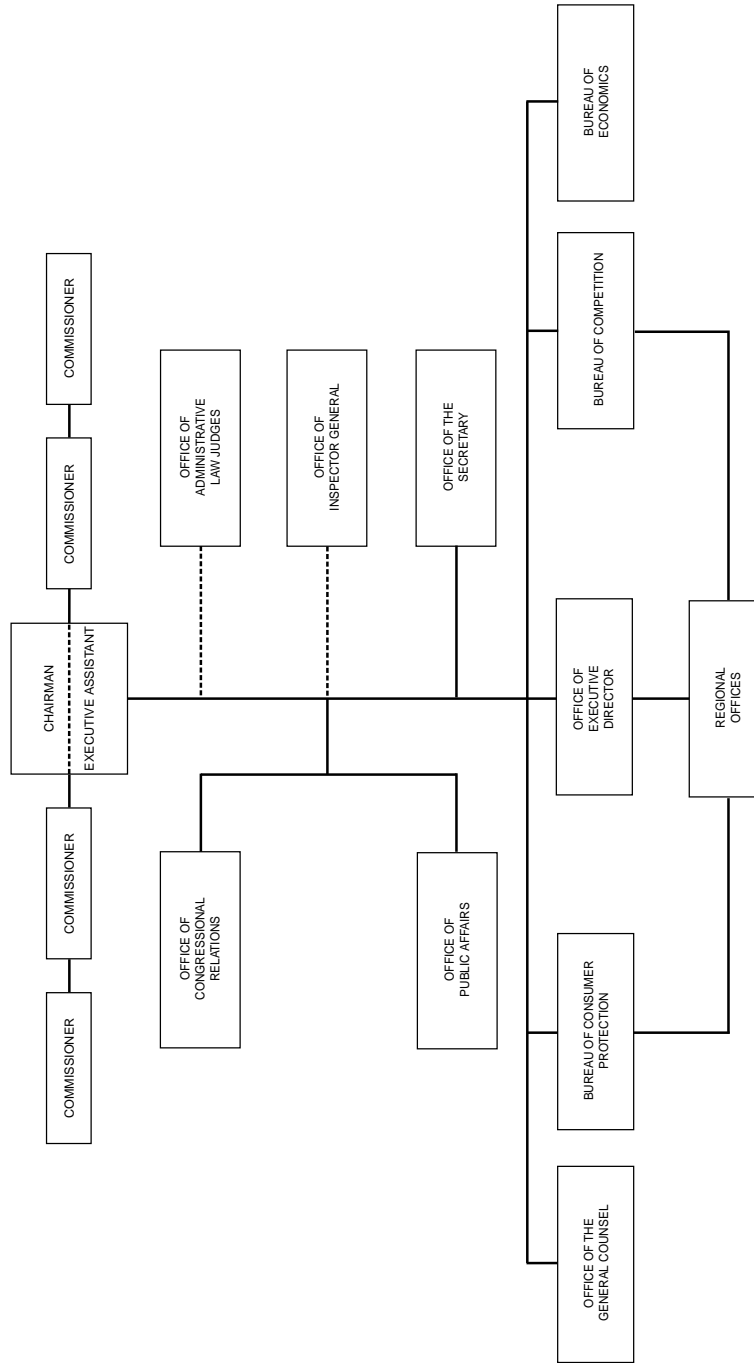 COMMISSIONER
COMMISSIONER
CHAIRMAN
EXECUTIVE ASSISTANT
COMMISSIONER
COMMISSIONER
OFFICE OF
CONGRESSIONAL
RELATIONS
OFFICE OF
ADMINISTRATIVE
LAW JUDGES
OFFICE OF
INSPECTOR GENERAL
OFFICE OF
PUBLIC AFFAIRS
OFFICE OF THE
SECRETARY
OFFICE OF THE
GENERAL COUNSEL
BUREAU OF CONSUMER
PROTECTION
OFFICE OF
EXECUTIVE
DIRECTOR
BUREAU OF COMPETITION
BUREAU OF
ECONOMICS
REGIONAL
OFFICES